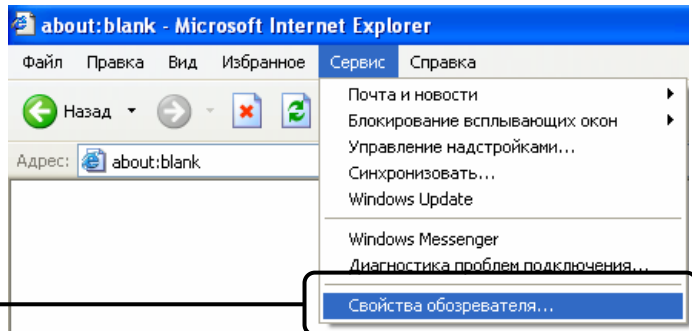 about:blank - Microsoft Internet Explorer
Файл Правка Вид Избранное Сервис Справка
Назад
Адрес: about:blank
Почта и новости
Блокирование всплывающих окон
Управление надстройками...
Синхронизовать...
Windows Update
Windows Messenger
Диагностика проблем подключения...
Свойства обозревателя...